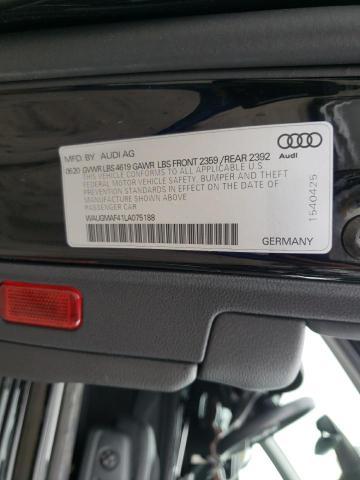 MFD. BY AUDI AG
06/20 GVWR LBS 4619 GAWR LBS FRONT 2359 /REAR 2392
THIS VEHICLE CONFORMS TO ALL APPLICABLE
FEDERAL MOTOR VEHICLE SAFETY, BUMPER AND THEFT
PREVENTION STANDARDS IN EFFECT ON THE DATE OF
MANUFACTURE SHOWN ABOVE.
PASSENGER CAR
WAUGMAF41LA075188
Audi
1540425
GERMANY